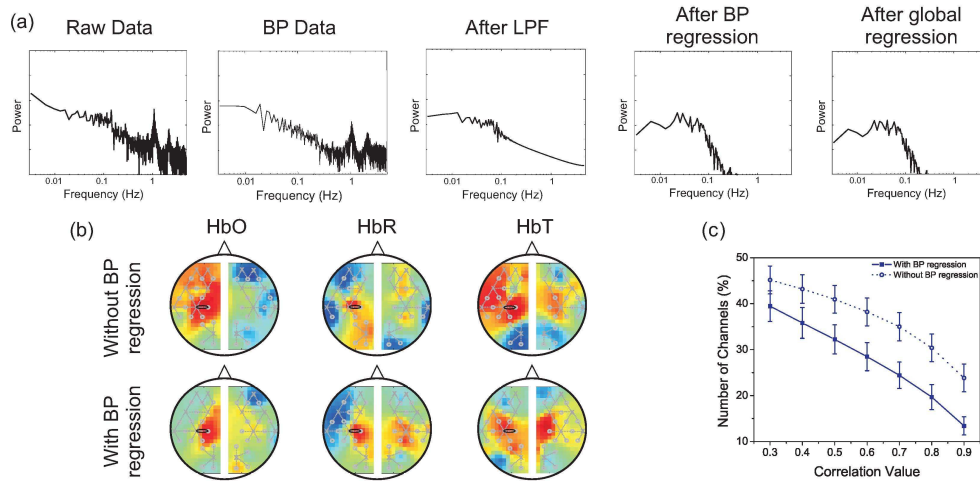 (a)
Raw Data
BP Data
After LPF
After BP
regression
After global
regression
Power
0.01 0.1 1
Frequency (Hz)
Power
0.01 0.1 1
Frequency (Hz)
Power
0.01 0.1 1
Frequency (Hz)
Power
0.01 0.1 1
Frequency (Hz)
Power
0.01 0.1 1
Frequency (Hz)
(b)
HbO
HbR
HbT
Without BP
regression
With BP
regression
(c)
With BP regression
Without BP regression
50
40
30
20
10
Number of Channels (%)
0.3 0.4 0.5 0.6 0.7 0.8 0.9
Correlation Value